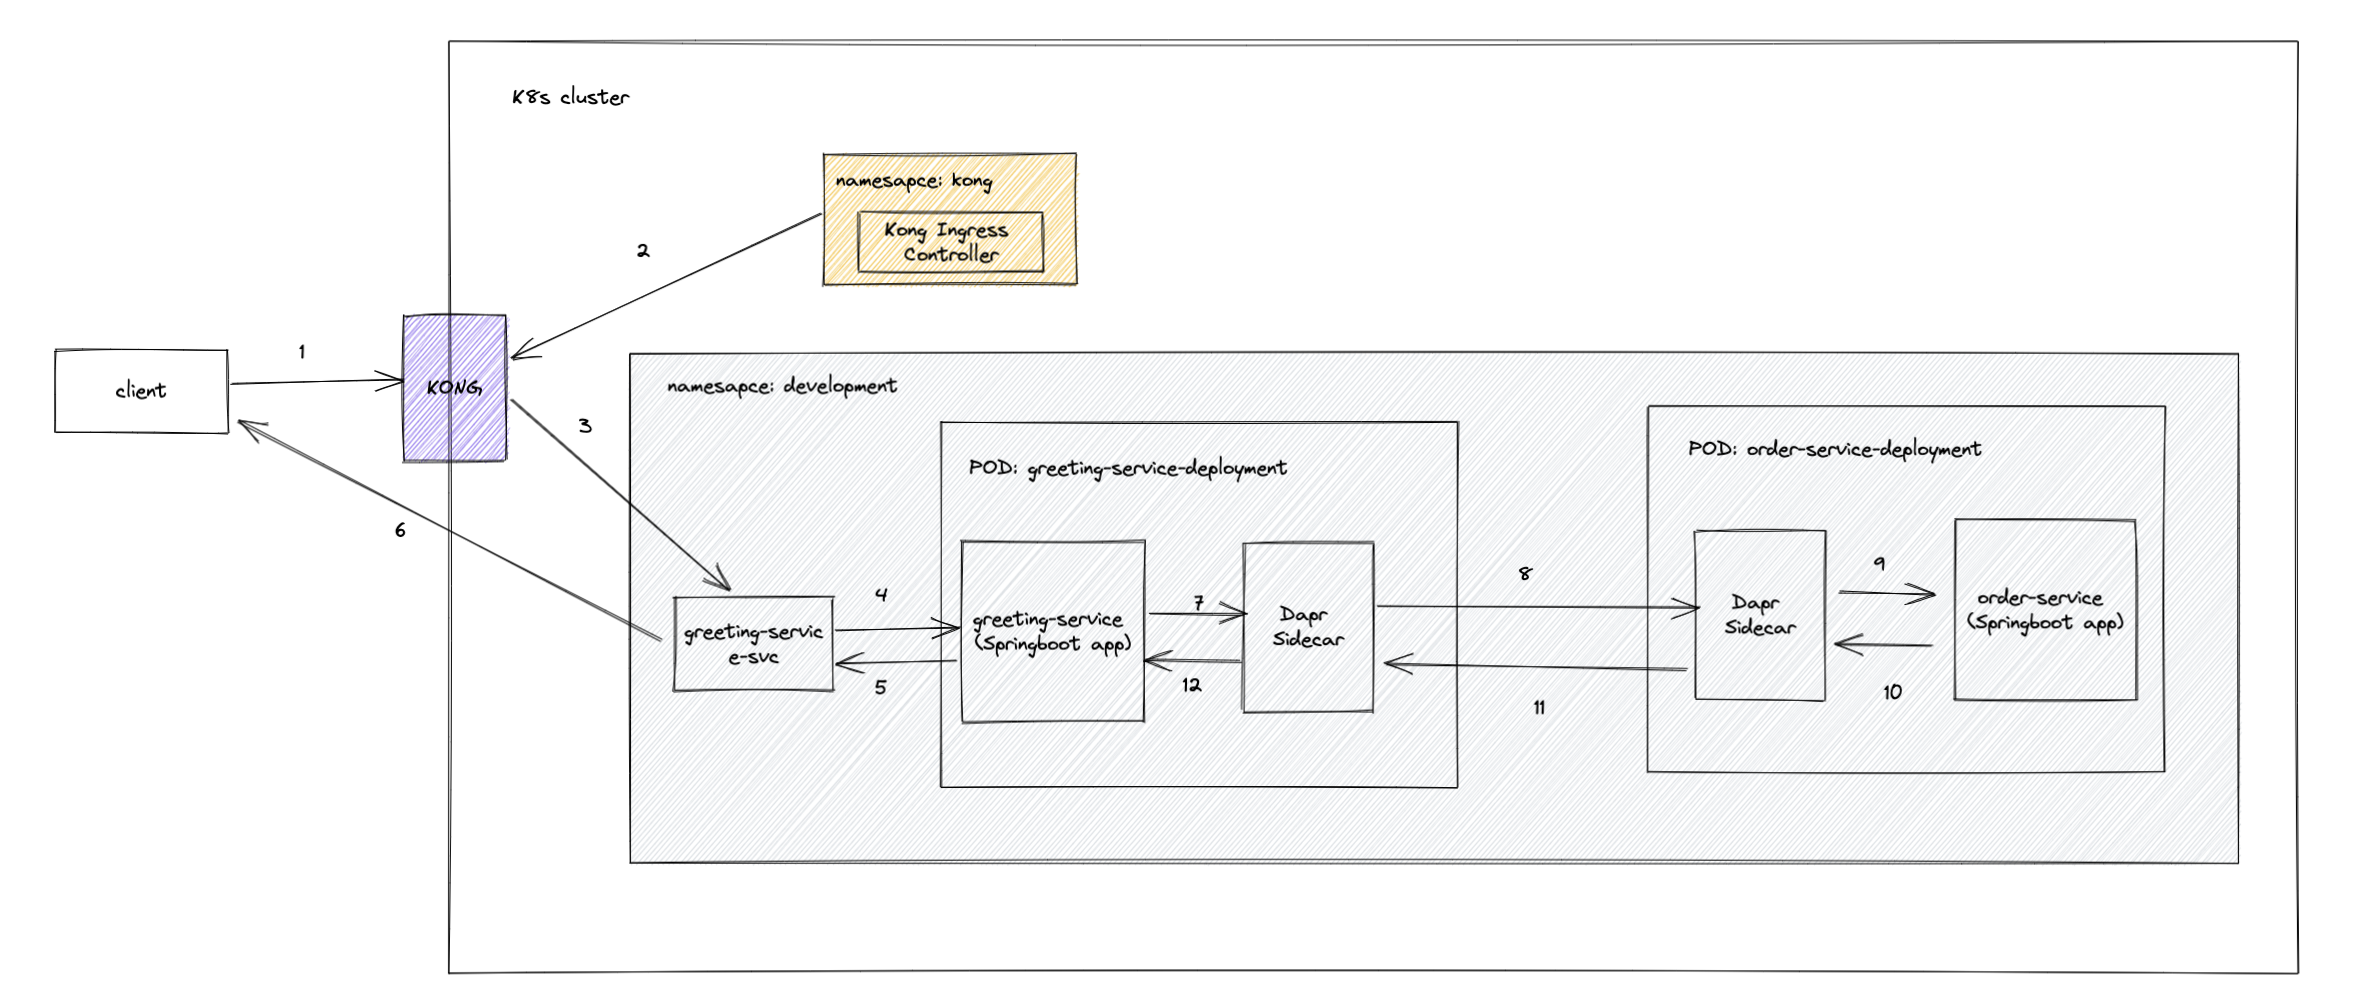 K8s cluster
namesapce: kong
Kong Ingress
Controller
2
1
client
KONG
3
namesapce: development
POD: greeting-service-deployment
POD: order-service-deployment
6
greeting-servic
e-svc
4
5
greeting-service
(Springboot app)
7
12
Dapr
Sidecar
8
11
Dapr
Sidecar
9
10
order-service
(Springboot app)